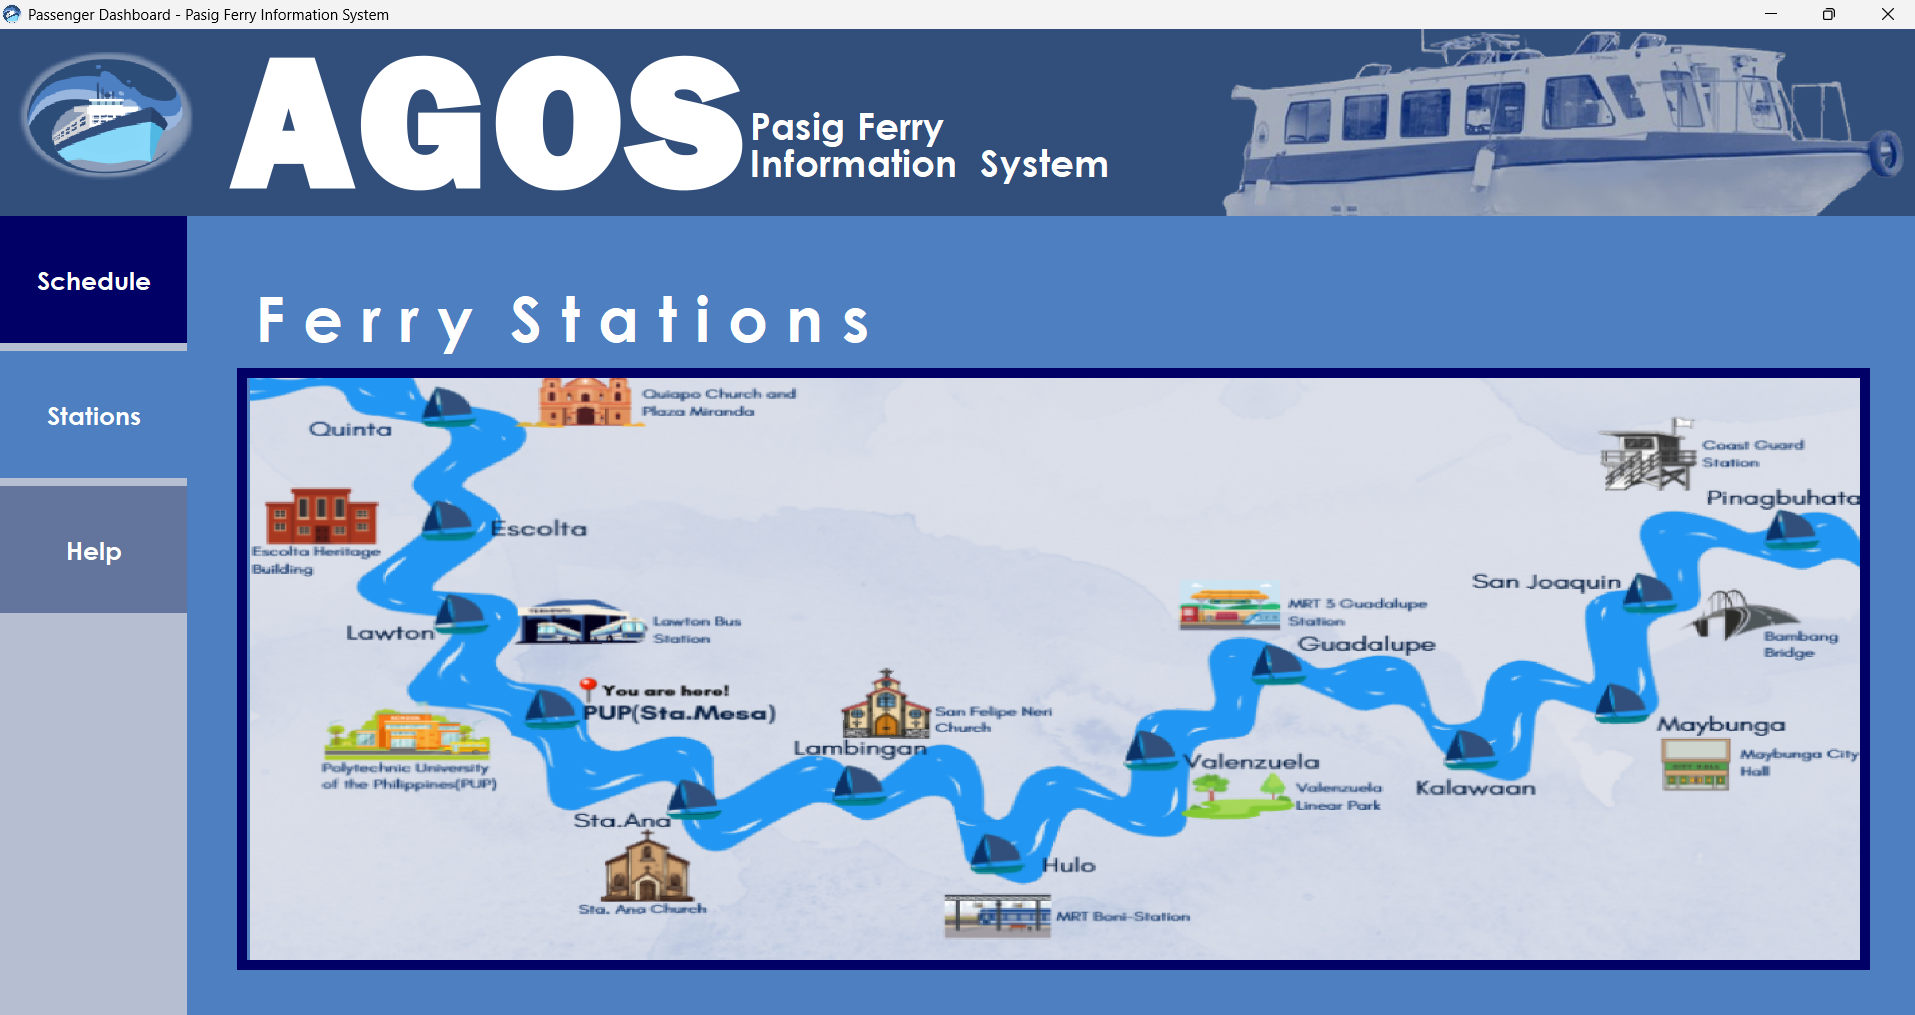 Passenger Dashboard - Pasig Ferry Information System
AGOS
Pasig Ferry
Information System
Schedule
Stations
Help
Ferry Stations
Quiapo Church and
Plaza Miranda
Quinta
Coast Guard
Station
Pinagbuhata
Escolta
Escolta Heritage
Building
San Joaquin
MRT 3 Guadalupe
Station
Lawton Bus
Station
Lawton
Bambang
Bridge
Guadalupe
You are here!
PUP(Sta.Mesa)
San Felipe Neri
Church
Maybunga
Lambingan
Maybunga City
Hall
CITY HALL
Polytechnic University
of the Philippines(PUP)
Valenzuela
Valenzuela
Linear Park
Kalawaan
Sta.Ana
Hulo
Sta. Ana Church
MRT Boni-Station